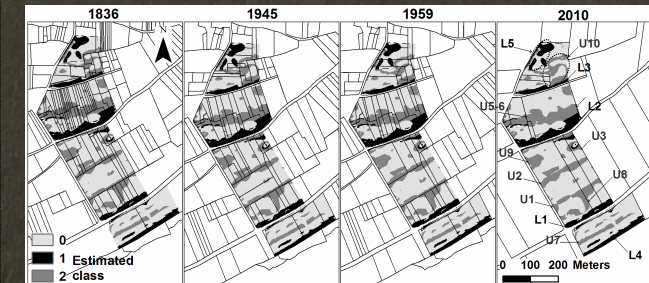 1836
1945
1959
2010
N
L5
U10
L3
U5-6
L2
U3
U9
U2
U8
U1
L1
U7
L4
0
1 Estimated
2 class
0 100 200 Meters